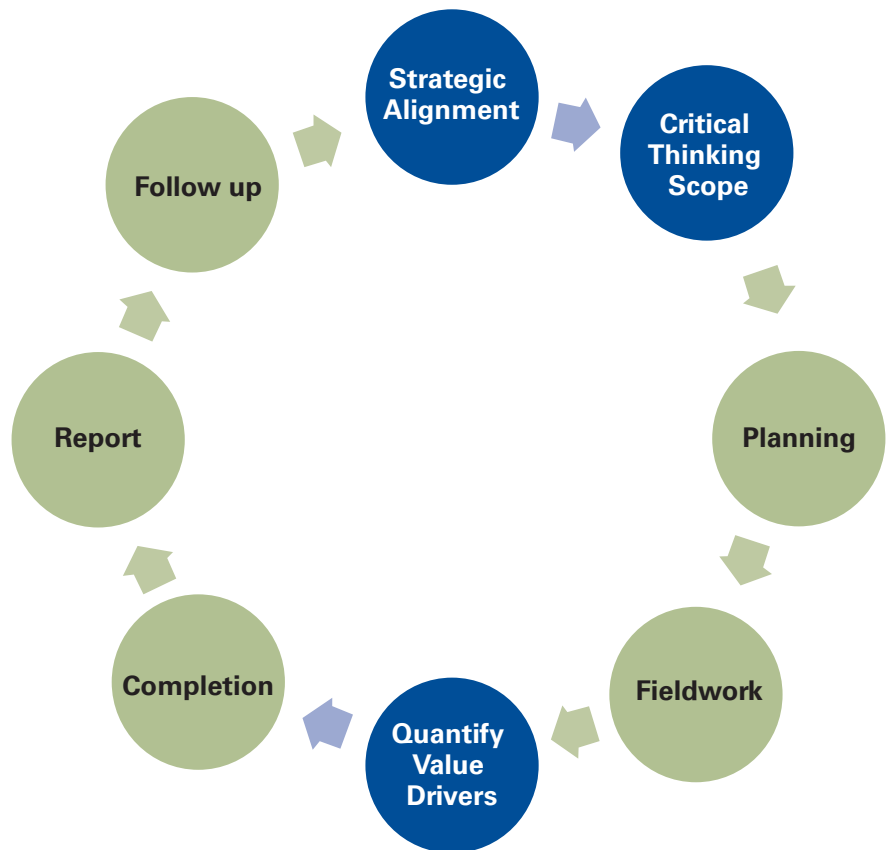 Strategic
Alignment
Critical
Thinking
Scope
Planning
Fieldwork
Quantify
Value
Drivers
Completion
Report
Follow up